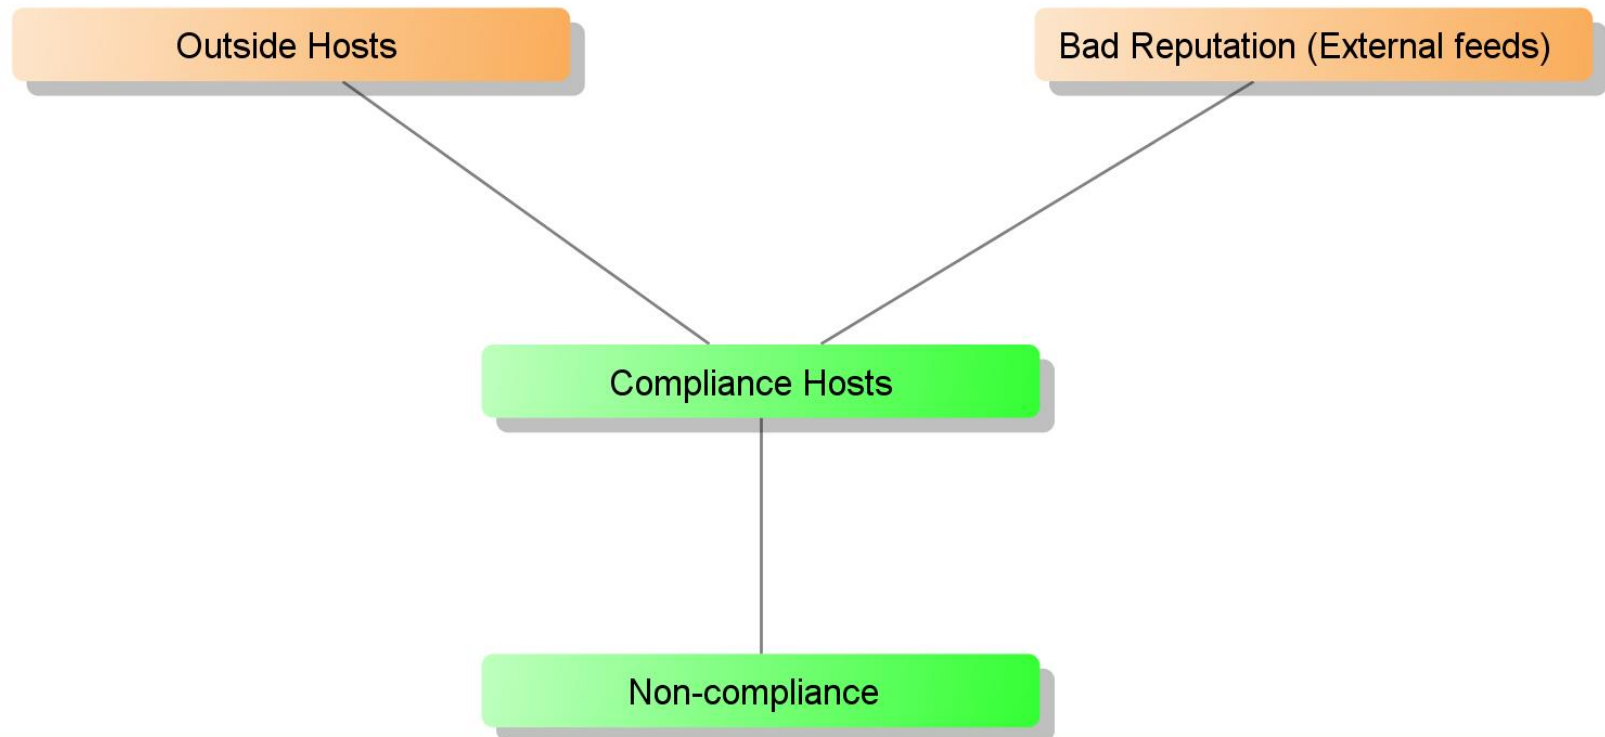 Outside Hosts
Bad Reputation (External feeds)
Compliance Hosts
Non-compliance